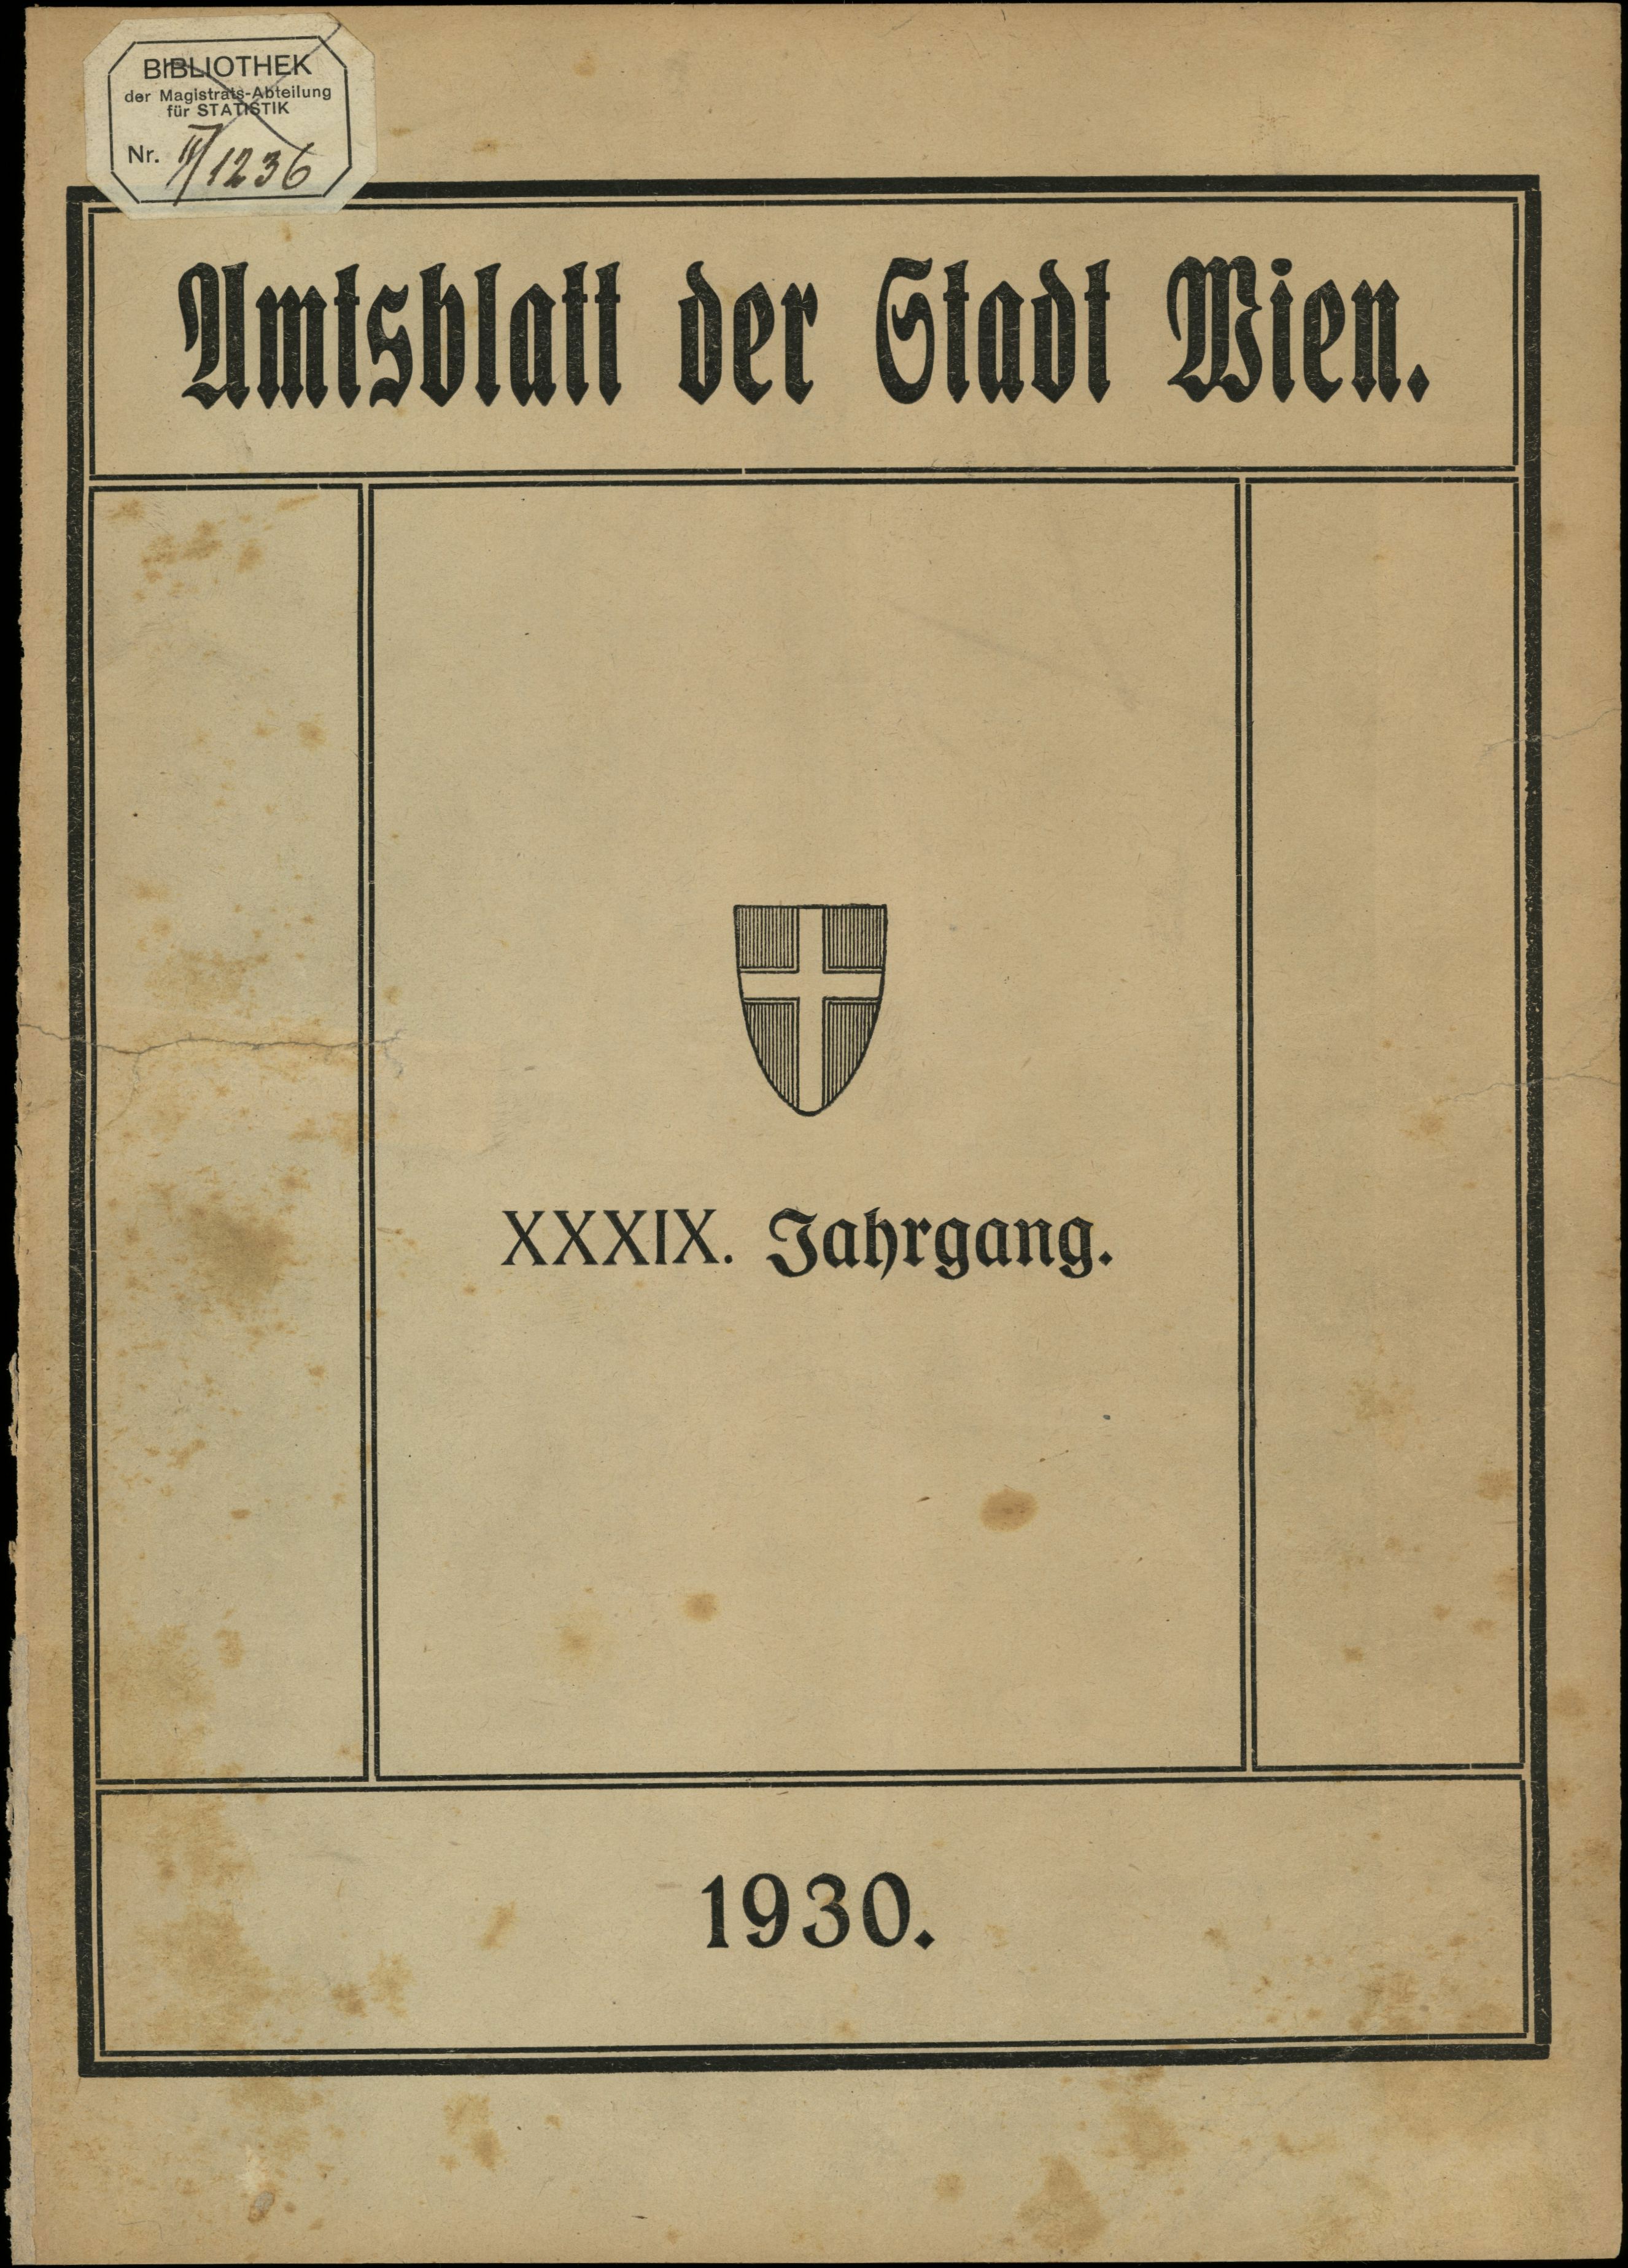 BIBLIOTHEK
der Magistrats-Abteilung
für STATISTIK
Nr. II/1236
Amtsblatt der Stadt Wien.
XXXIX. Jahrgang.
1930.